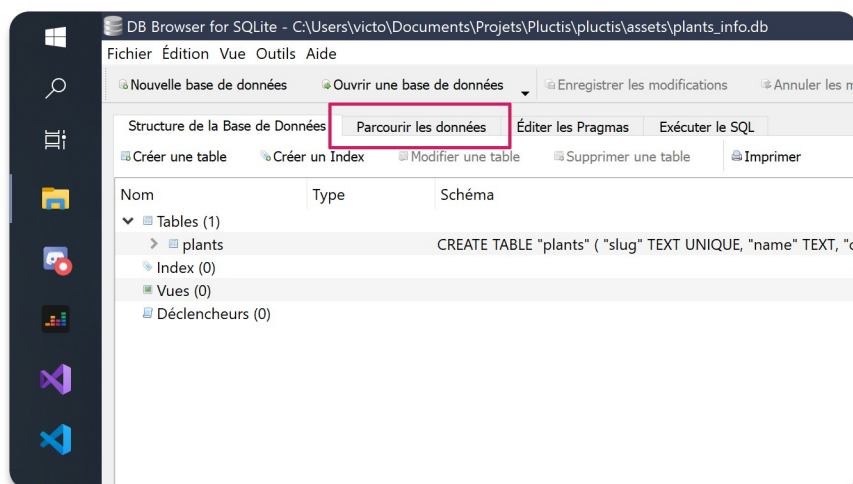 DB Browser for SQLite - C:\Users\victo\Documents\Projets\Pluctis\pluctis\assets\plants_info.db
Fichier Édition Vue Outils Aide
Nouvelle base de données Ouvrir une base de données Enregistrer les modifications Annuler les
Structure de la Base de Données Parcourir les données Éditer les Pragmas Exécuter le SQL
Créer une table Créer un Index Modifier une table Supprimer une table Imprimer
Nom Type Schéma
Tables (1)
plants CREATE TABLE "plants" ( "slug" TEXT UNIQUE, "name" TEXT,
Index (0)
Vues (0)
Déclencheurs (0)